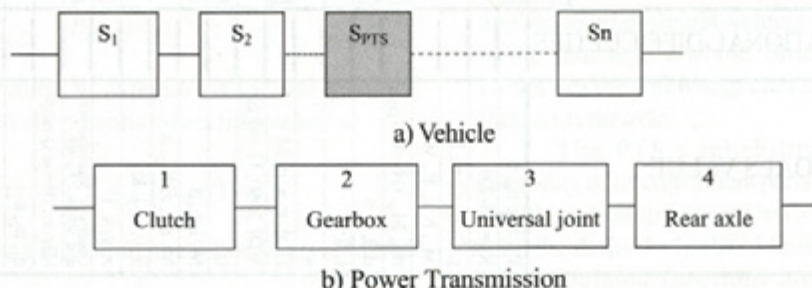 S1 S2 SPTS Sn
a) Vehicle
1 2 3 4
Clutch Gearbox Universal joint Rear axle
b) Power Transmission